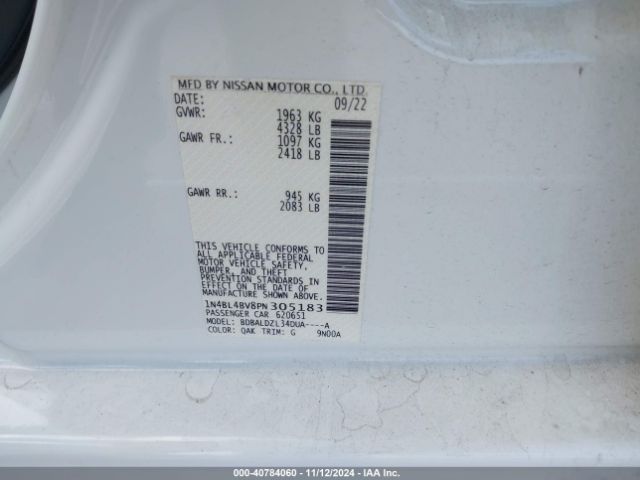 MFD BY NISSAN MOTOR CO., LTD.
DATE: 09/22
GVWR: 1963 KG
4328 LB
GAWR FR.: 1097 KG
2418 LB
GAWR RR.: 945 KG
2083 LB
THIS VEHICLE CONFORMS TO
ALL APPLICABLE FEDERAL
MOTOR VEHICLE SAFETY,
BUMPER, AND THEFT
PREVENTION STANDARDS IN
EFFECT ON THE DATE OF
MANUFACTURE SHOWN ABOVE.
1N4BL4BV8PN 305183
PASSENGER CAR 620651
MODEL: BDBALDZL34DUA----A
COLOR: QAK TRIM: G 9N00A
000-40784060 - 11/12/2024 - IAA Inc.